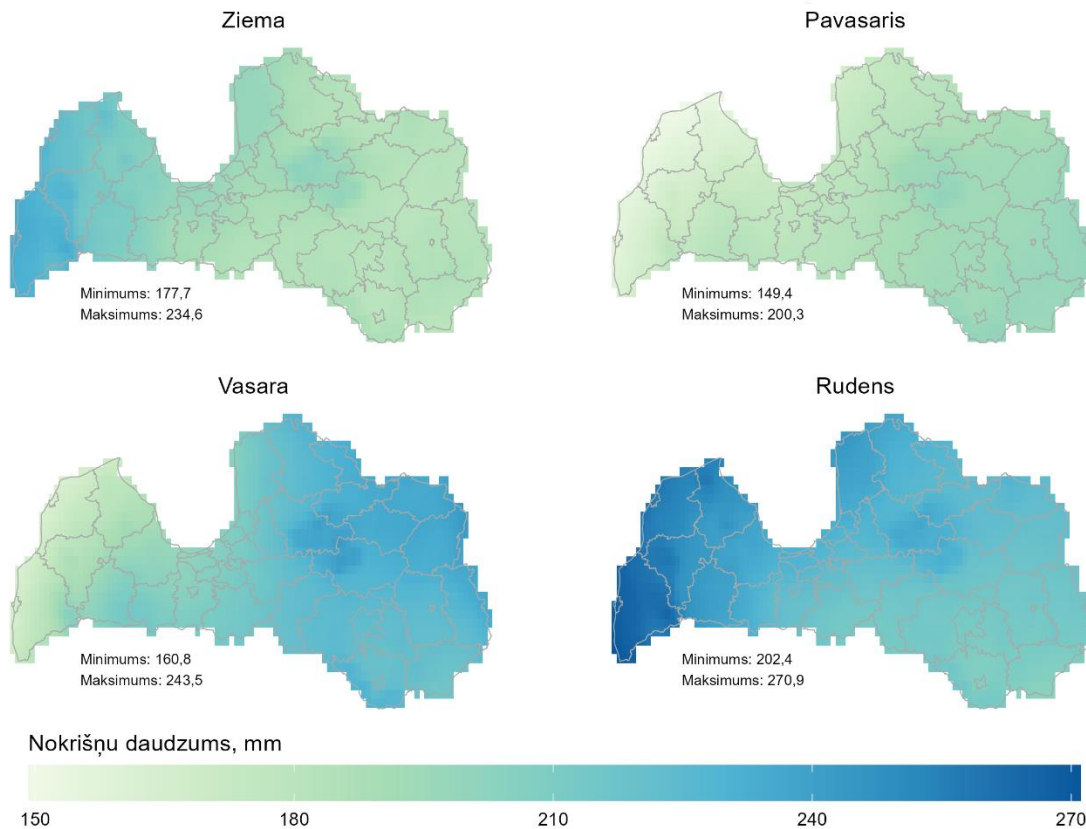 Ziema
Pavasaris
Minimums: 177,7
Maksimums: 234,6
Minimums: 149,4
Maksimums: 200,3
Vasara
Rudens
Minimums: 160,8
Maksimums: 243,5
Minimums: 202,4
Maksimums: 270,9
Nokrišņu daudzums, mm
150 180 210 240 270